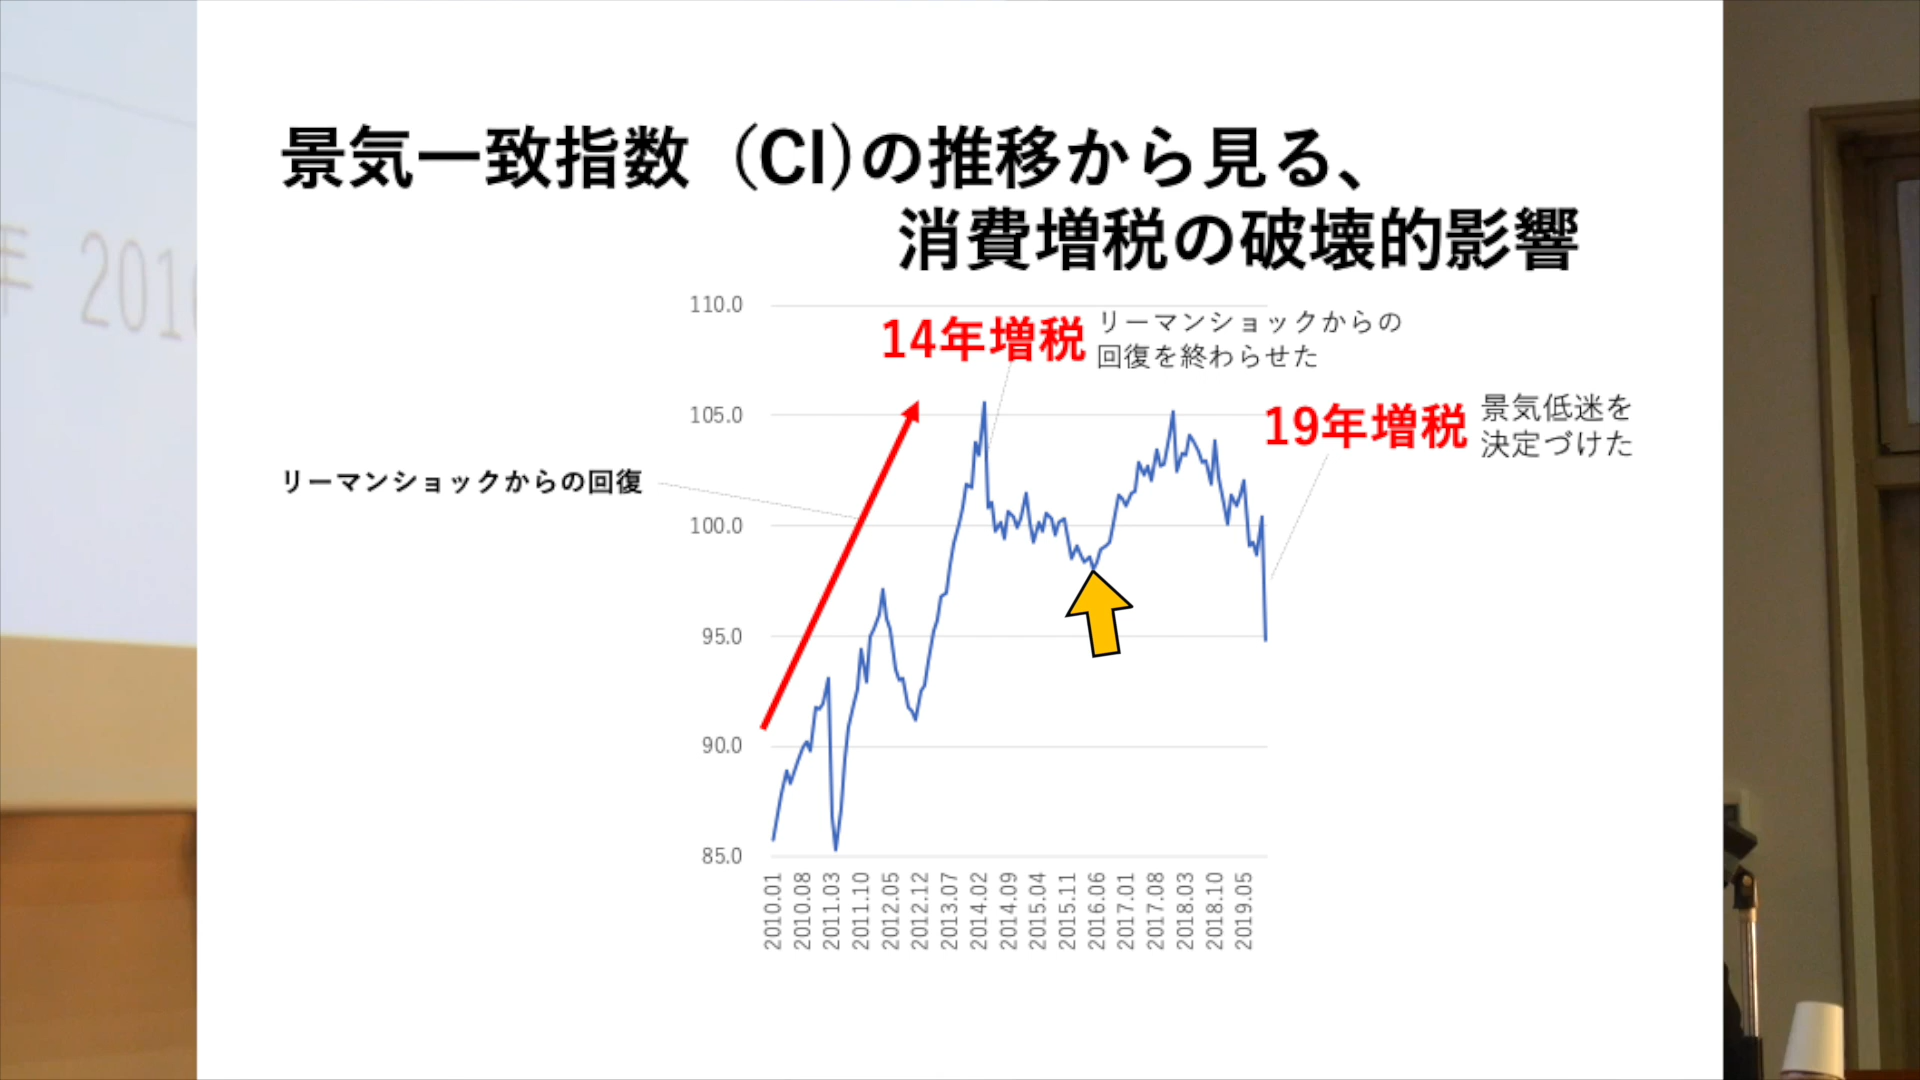 景気一致指数（CI)の推移から見る、
消費増税の破壊的影響
110.0
14年増税
リーマンショックからの
回復を終わらせた
105.0
19年増税
景気低迷を
決定づけた
リーマンショックからの回復
100.0
95.0
90.0
85.0
2010.01
2010.08
2011.03
2011.10
2012.05
2012.12
2013.07
2014.02
2014.09
2015.04
2015.11
2016.06
2017.01
2017.08
2018.03
2018.10
2019.05
年 201